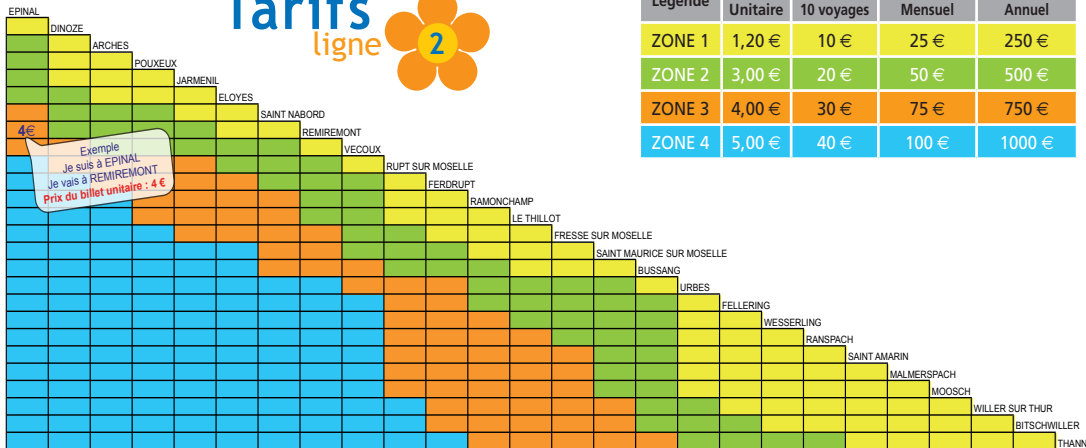 Tarifs
ligne
2
Légende
Unitaire 10 voyages Mensuel Annuel
ZONE 1 1,20 € 10 € 25 € 250 €
ZONE 2 3,00 € 20 € 50 € 500 €
ZONE 3 4,00 € 30 € 75 € 750 €
ZONE 4 5,00 € 40 € 100 € 1000 €
EPINAL
DINOZE
ARCHES
POUXEUX
JARMENIL
ELOYES
SAINT NABORD
REMIREMONT
VECOUX
RUPT SUR MOSELLE
FERDRUPT
RAMONCHAMP
LE THILLOT
FRESSE SUR MOSELLE
SAINT MAURICE SUR MOSELLE
BUSSANG
URBES
FELLERING
WESSERLING
RANSPACH
SAINT AMARIN
MALMERSPACH
MOOSCH
WILLER SUR THUR
BITSCHWILLER
THANN
4€
Exemple
Je suis à EPINAL
Je vais à REMIREMONT
Prix du billet unitaire : 4 €